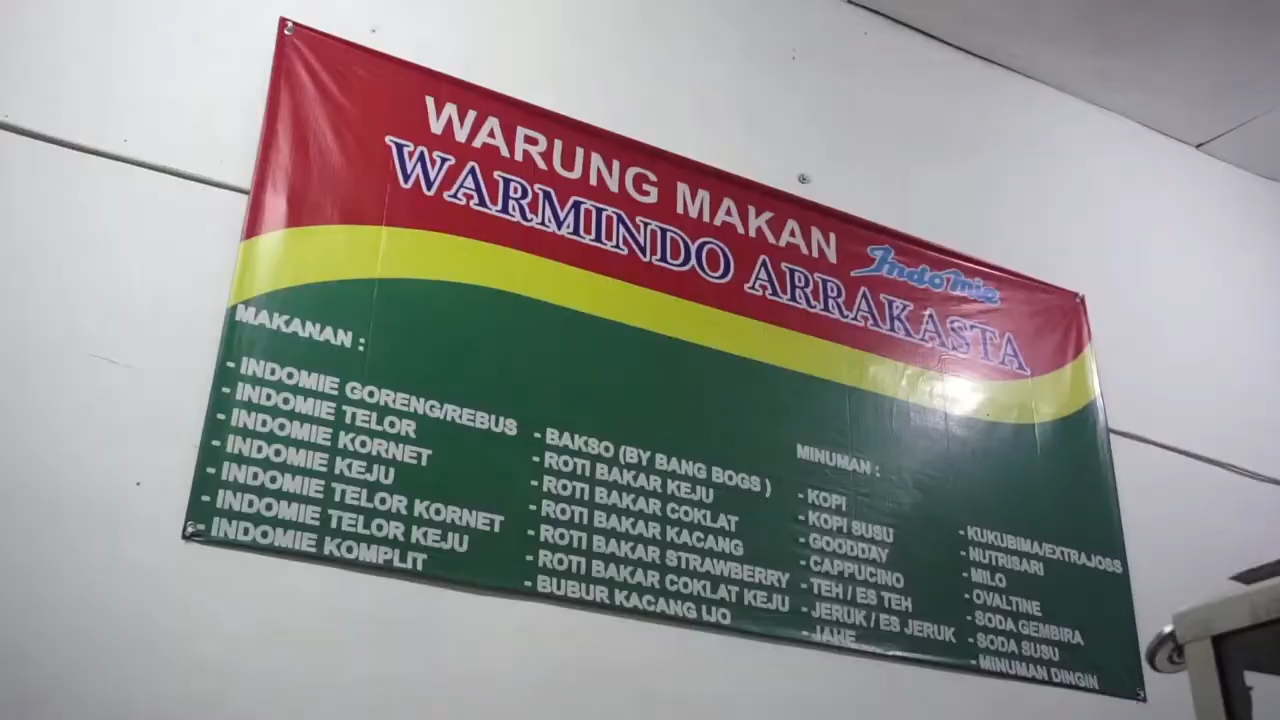 WARUNG MAKAN
WARMINDO ARRAKASTA
IndoMie
MAKANAN :
- INDOMIE GORENG/REBUS
- INDOMIE TELOR
- INDOMIE KORNET
- INDOMIE KEJU
- INDOMIE TELOR KORNET
- INDOMIE TELOR KEJU
- INDOMIE KOMPLIT
- BAKSO (BY BANG BOGS )
- ROTI BAKAR KEJU
- ROTI BAKAR COKLAT
- ROTI BAKAR KACANG
- ROTI BAKAR STRAWBERRY
- ROTI BAKAR COKLAT KEJU
- BUBUR KACANG IJO
MINUMAN :
- KOPI
- KOPI SUSU
- GOODDAY
- CAPPUCINO
- TEH / ES TEH
- JERUK / ES JERUK
- JAHE
- KUKUBIMA/EXTRAJOSS
- NUTRISARI
- MILO
- OVALTINE
- SODA GEMBIRA
- SODA SUSU
- MINUMAN DINGIN